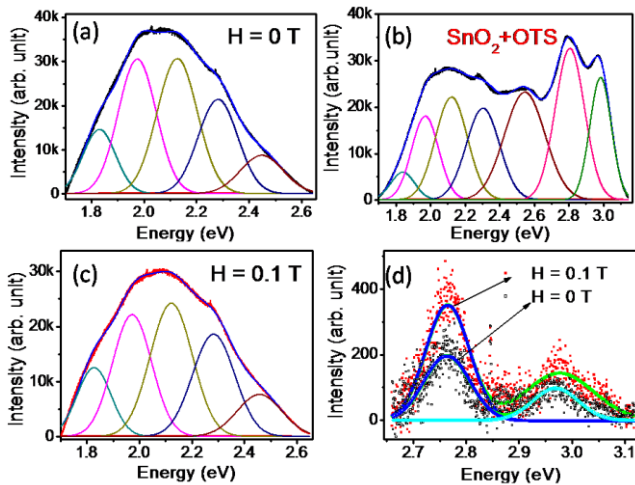 (a) H = 0 T
Intensity (arb. unit)
40k
30k
20k
10k
0
1.8 2.0 2.2 2.4 2.6
Energy (eV)
(b) SnO₂+OTS
Intensity (arb.unit)
40k
30k
20k
10k
0
1.8 2.0 2.2 2.4 2.6 2.8 3.0
Energy (eV)
(c) H = 0.1 T
Intensity (arb. unit)
30k
20k
10k
0
1.8 2.0 2.2 2.4 2.6
Energy (eV)
(d) H = 0.1 T
H = 0 T
Intensity (arb. unit)
400
200
0
2.7 2.8 2.9 3.0 3.1
Energy (eV)